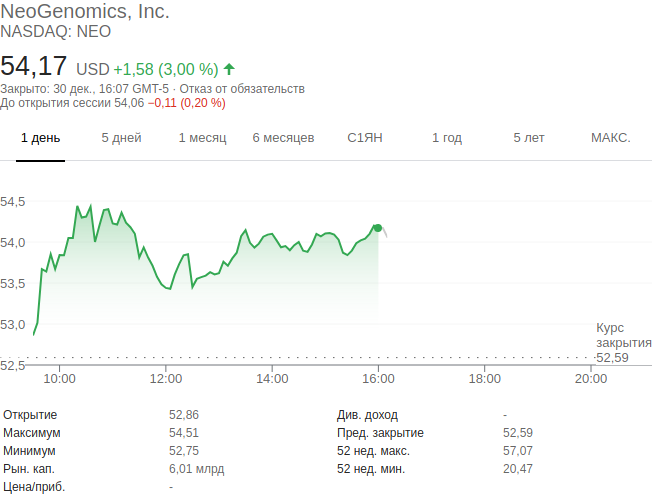 NeoGenomics, Inc.
NASDAQ: NEO
54,17 USD +1,58 (3,00 %)
Закрыто: 30 дек., 16:07 GMT-5 · Отказ от обязательств
До открытия сессии 54,06 −0,11 (0,20 %)
1 день 5 дней 1 месяц 6 месяцев С1ЯН 1 год 5 лет МАКС.
54,5
54,0
53,5
53,0
Курс
закрытия
52,59
52,5
10:00 12:00 14:00 16:00 18:00 20:00
Открытие 52,86 Див. доход -
Максимум 54,51 Пред. закрытие 52,59
Минимум 52,75 52 нед. макс. 57,07
Рын. кап. 6,01 млрд 52 нед. мин. 20,47
Цена/приб. -